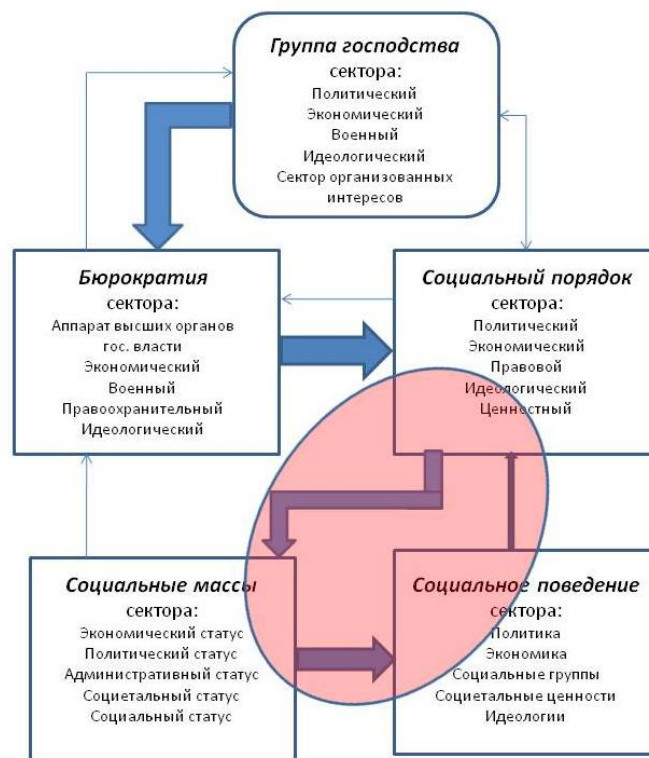 Группа господства
сектора:
Политический
Экономический
Военный
Идеологический
Сектор организованных
интересов
Бюрократия
сектора:
Аппарат высших органов
гос. власти
Экономический
Военный
Правоохранительный
Идеологический
Социальный порядок
сектора:
Политический
Экономический
Правовой
Идеологический
Ценностный
Социальные массы
сектора:
Экономический статус
Политический статус
Административный статус
Социетальный статус
Социальный статус
Социальное поведение
сектора:
Политика
Экономика
Социальные группы
Социетальные ценности
Идеологии